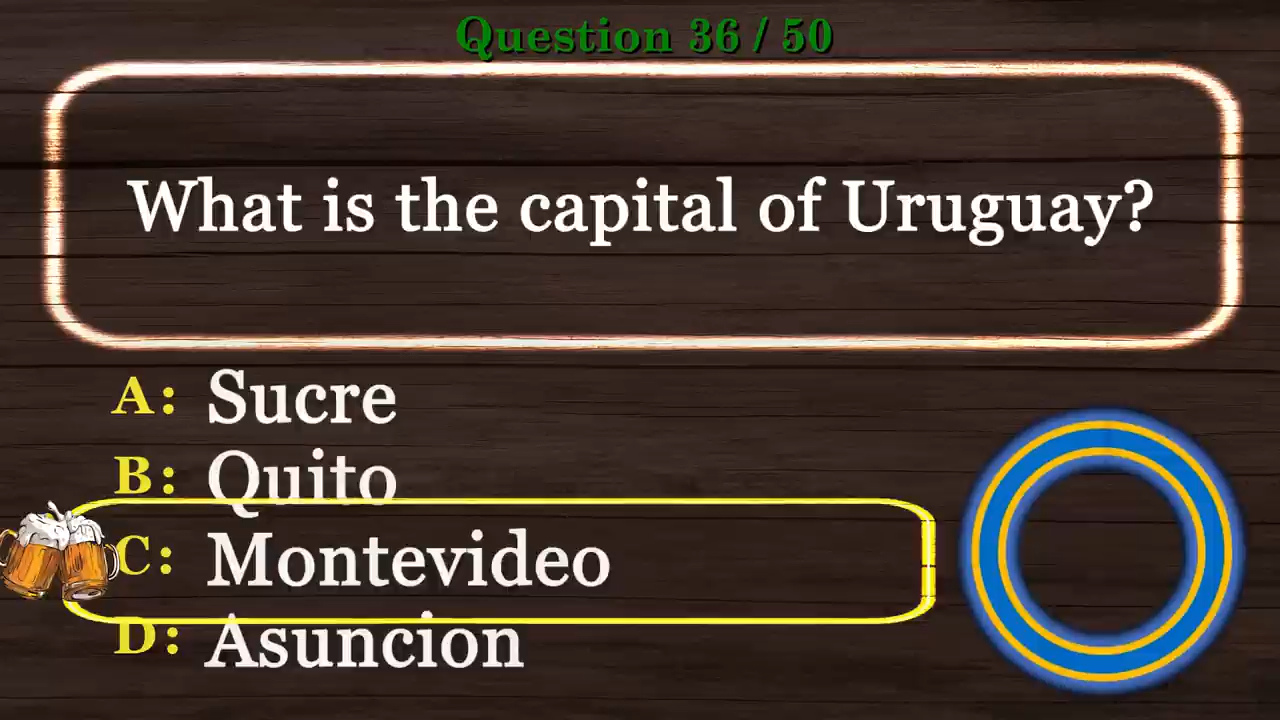 Question 36 / 50
What is the capital of Uruguay?
A: Sucre
B: Quito
C: Montevideo
D: Asuncion